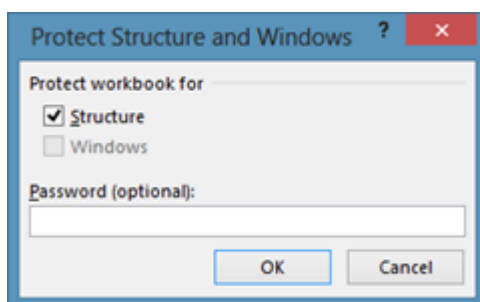 Protect Structure and Windows ? ×
Protect workbook for
Structure
Windows
Password (optional):
OK Cancel